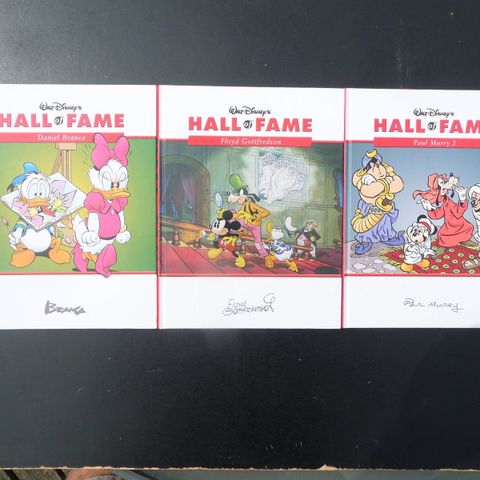 Walt Disney's
HALL of FAME
Daniel Branca
BRANCA
Walt Disney's
HALL of FAME
Floyd Gottfredson
Floyd Gottfredson
Walt Disney's
HALL of FAM
Paul Murry 2
Paul Murry